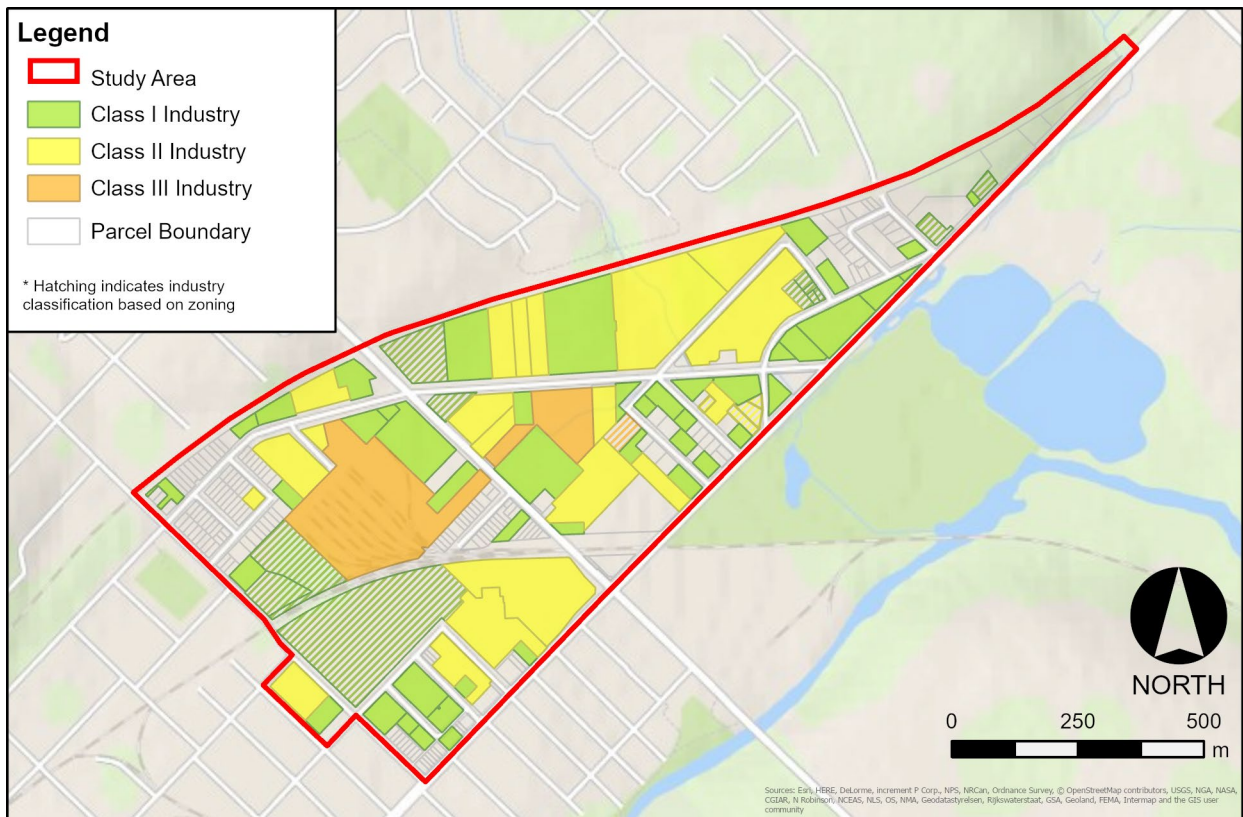 Legend
Study Area
Class I Industry
Class II Industry
Class III Industry
Parcel Boundary
* Hatching indicates industry
classification based on zoning
NORTH
0 250 500
m
Sources: Esri, HERE, DeLorme, increment P Corp., NPS, NRCan, Ordnance Survey, © OpenStreetMap contributors, USGS, NGA, NASA,
CGIAR, N Robinson, NCEAS, NLS, OS, NMA, Geodatastyrelsen, Rijkswaterstaat, GSA, Geoland, FEMA, Intermap and the GIS user
community